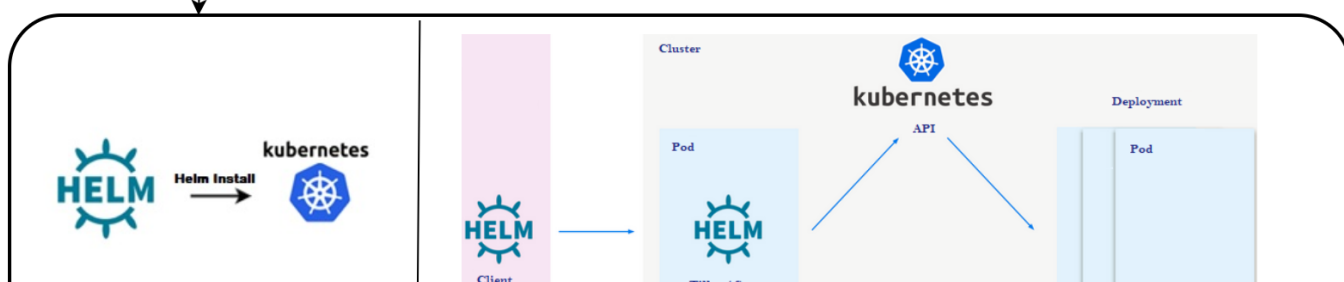 HELM
Helm Install
kubernetes
Cluster
kubernetes
API
Deployment
Pod
Pod
HELM
Client
HELM